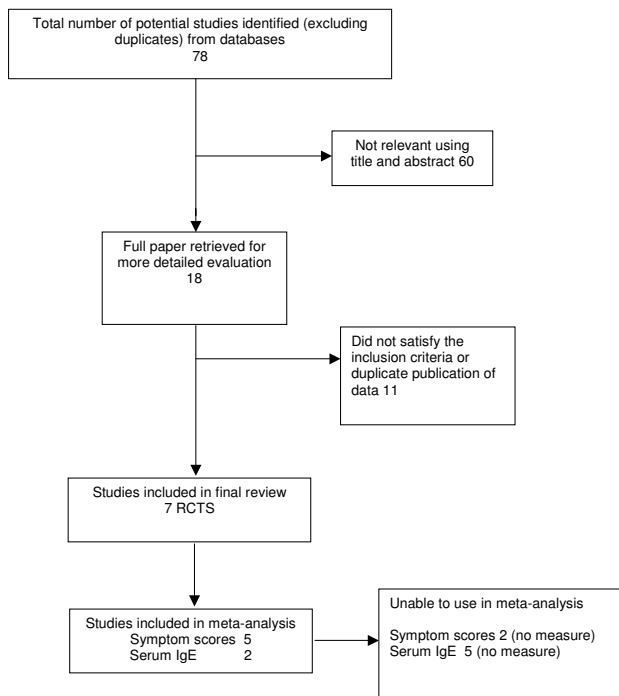 Total number of potential studies identified (excluding
duplicates) from databases
78
Not relevant using
title and abstract 60
Full paper retrieved for
more detailed evaluation
18
Did not satisfy the
inclusion criteria or
duplicate publication of
data 11
Studies included in final review
7 RCTS
Studies included in meta-analysis
Symptom scores 5
Serum IgE 2
Unable to use in meta-analysis
Symptom scores 2 (no measure)
Serum IgE 5 (no measure)